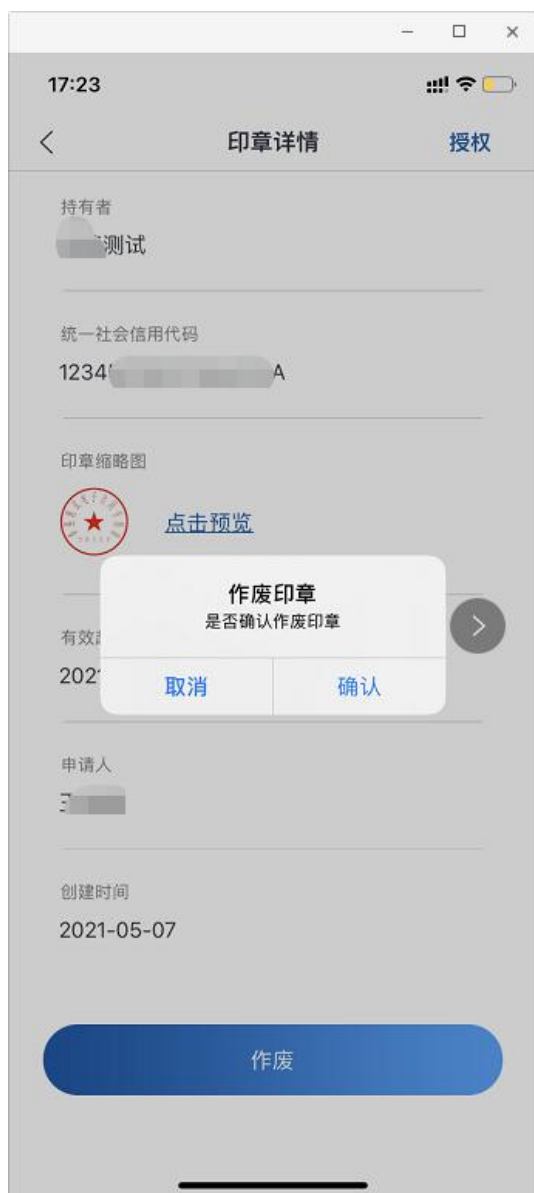 17:23
印章详情
授权
持有者
测试
统一社会信用代码
1234
A
印章缩略图
点击预览
作废印章
是否确认作废印章
取消
确认
有效
202
申请人
创建时间
2021-05-07
作废